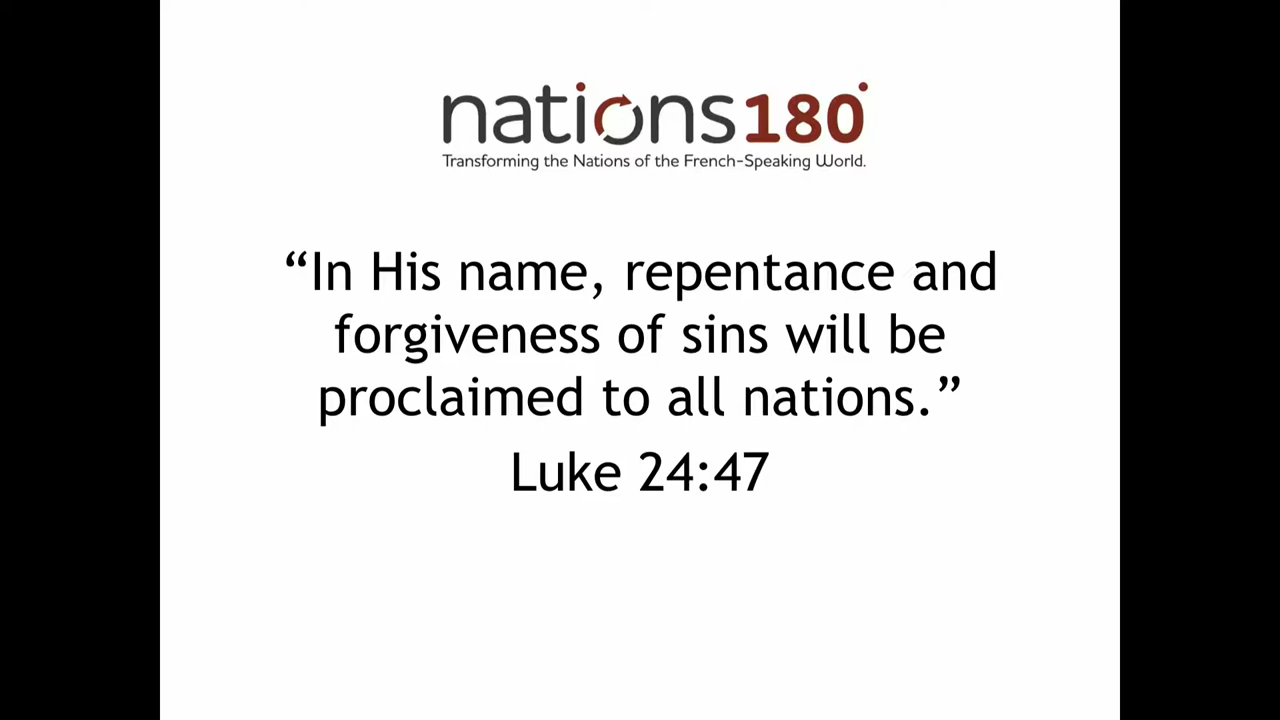 nations180°
Transforming the Nations of the French-Speaking World.
“In His name, repentance and
forgiveness of sins will be
proclaimed to all nations.”
Luke 24:47